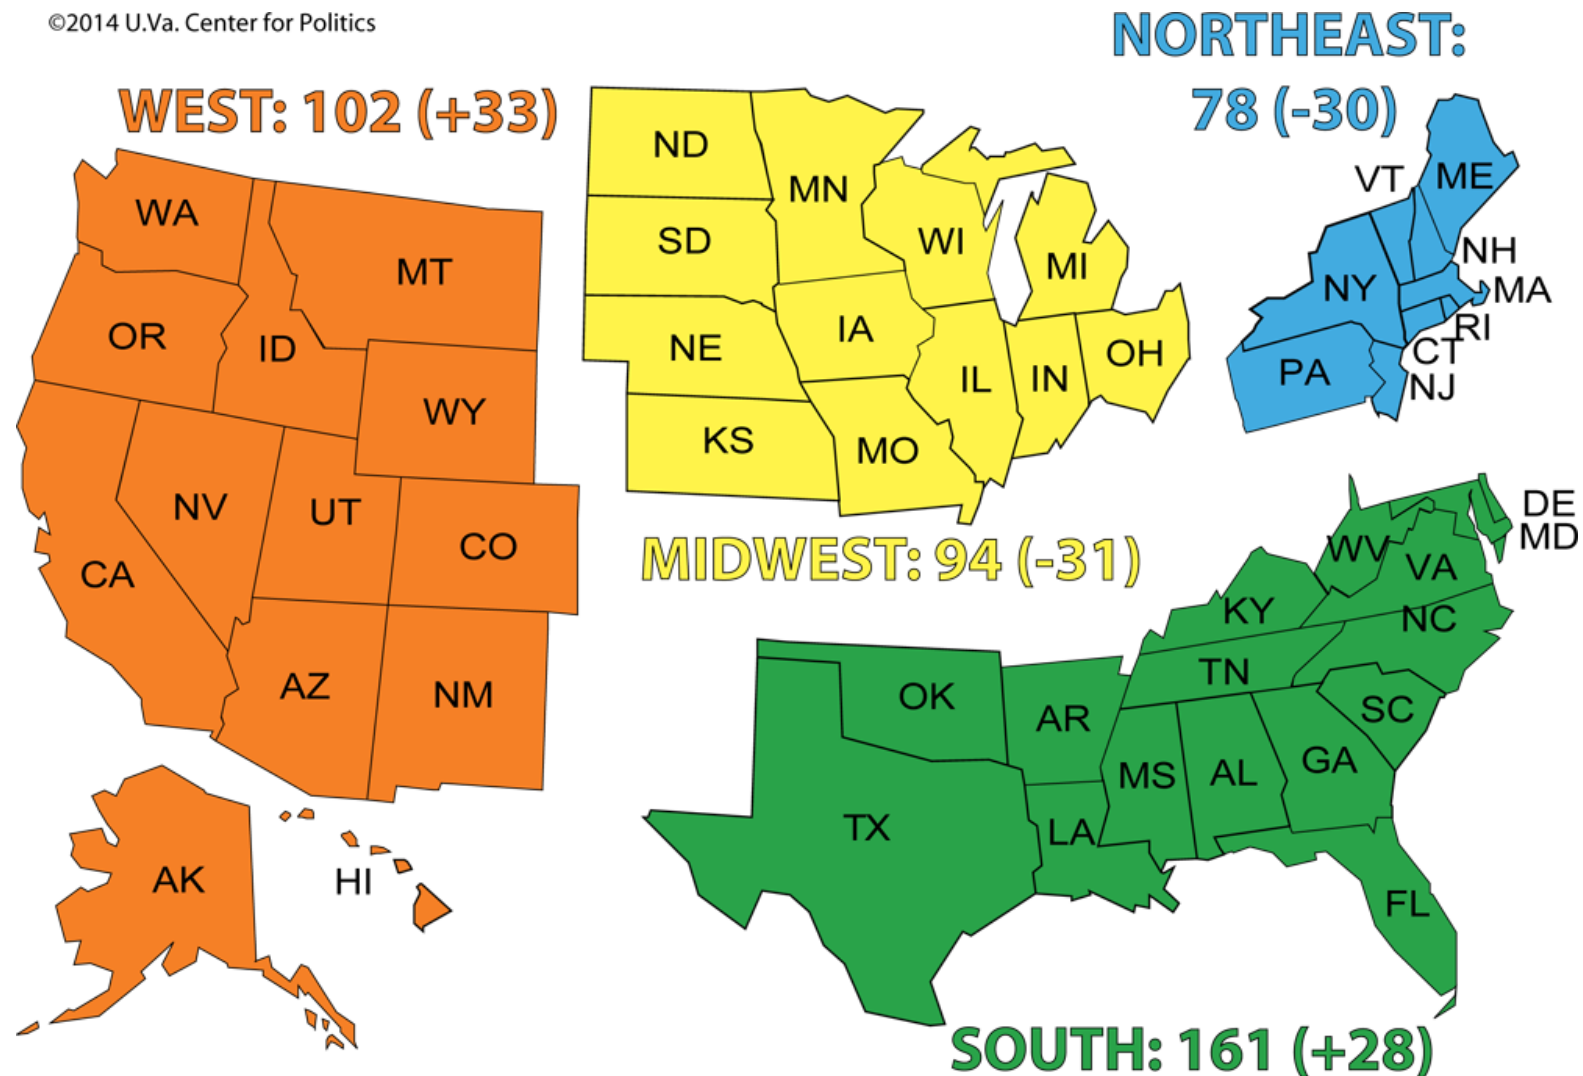 ©2014 U.Va. Center for Politics
NORTHEAST:
78 (-30)
WEST: 102 (+33)
WA
MT
OR
ID
WY
NV
UT
CO
CA
AZ
NM
AK
HI
ND
MN
SD
WI
MI
IA
NE
OH
IL
IN
KS
MO
MIDWEST: 94 (-31)
VT
ME
NH
NY
MA
RI
CT
PA
NJ
DE
MD
WV
VA
KY
NC
TN
OK
AR
SC
MS
AL
GA
TX
LA
FL
SOUTH: 161 (+28)